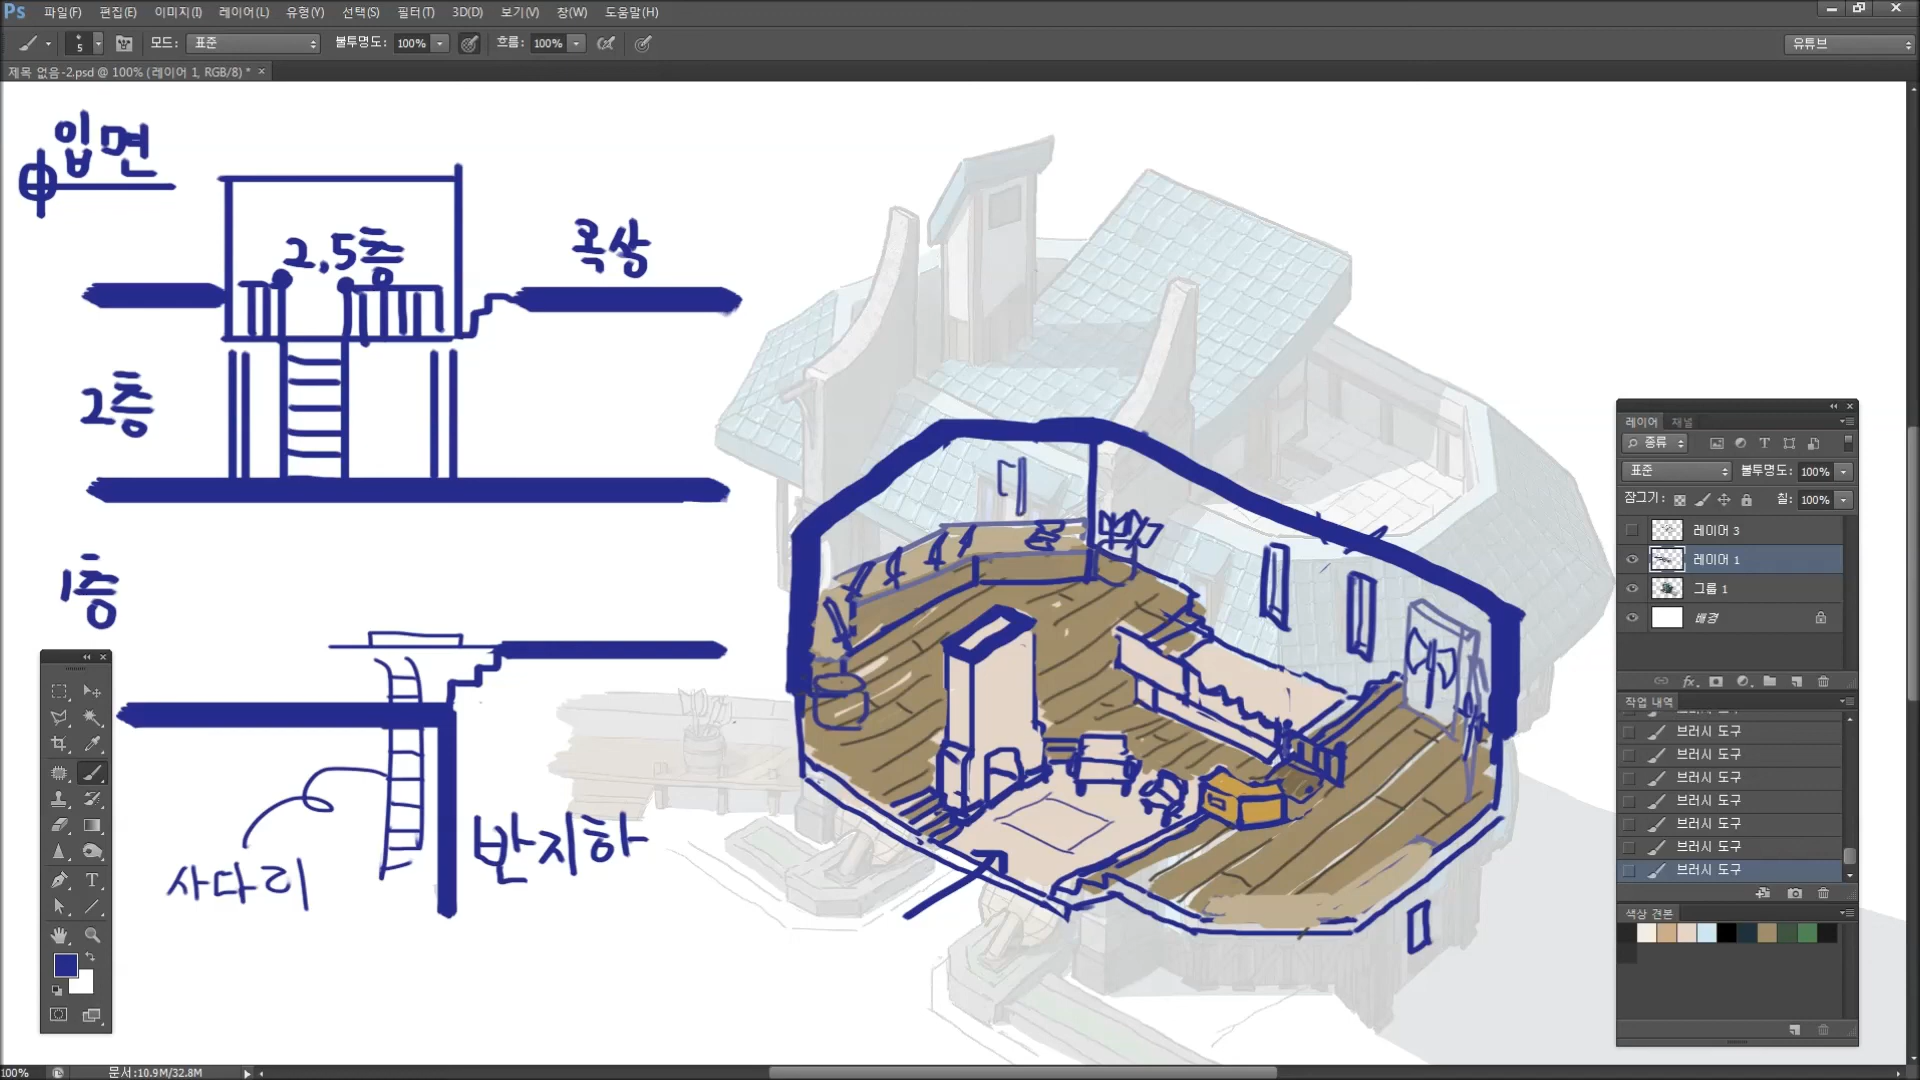 Ps 파일(F) 편집(E) 이미지(I) 레이어(L) 유형(Y) 선택(S) 필터(T) 3D(D) 보기(V) 창(W) 도움말(H)
5 모드: 표준 불투명도: 100% 흐름: 100% 유튜브
제목 없음-2.psd @ 100% (레이어 1, RGB/8) *
입면
2.5층
옥상
2층
1층
사다리
반지하
레이어 채널
종류
표준 불투명도: 100%
잠그기: 칠: 100%
레이어 3
레이어 1
그룹 1
배경
작업 내역
브러시 도구
브러시 도구
브러시 도구
브러시 도구
브러시 도구
브러시 도구
브러시 도구
색상 견본
100% 문서:10.9M/32.8M